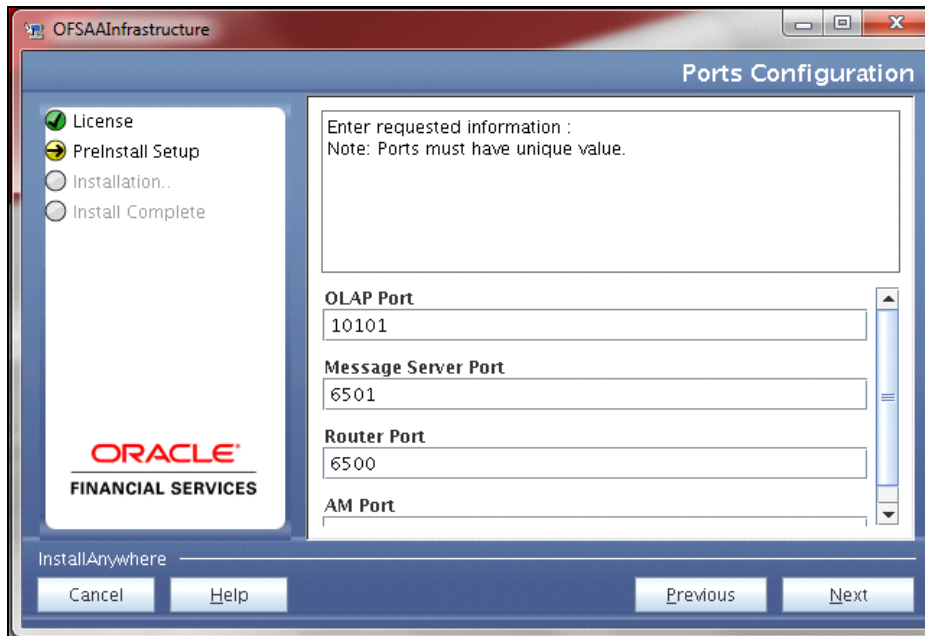 OFSAAInfrastructure
Ports Configuration
License
PreInstall Setup
Installation..
Install Complete
ORACLE
FINANCIAL SERVICES
Enter requested information :
Note: Ports must have unique value.
OLAP Port
10101
Message Server Port
6501
Router Port
6500
AM Port
InstallAnywhere
Cancel
Help
Previous
Next